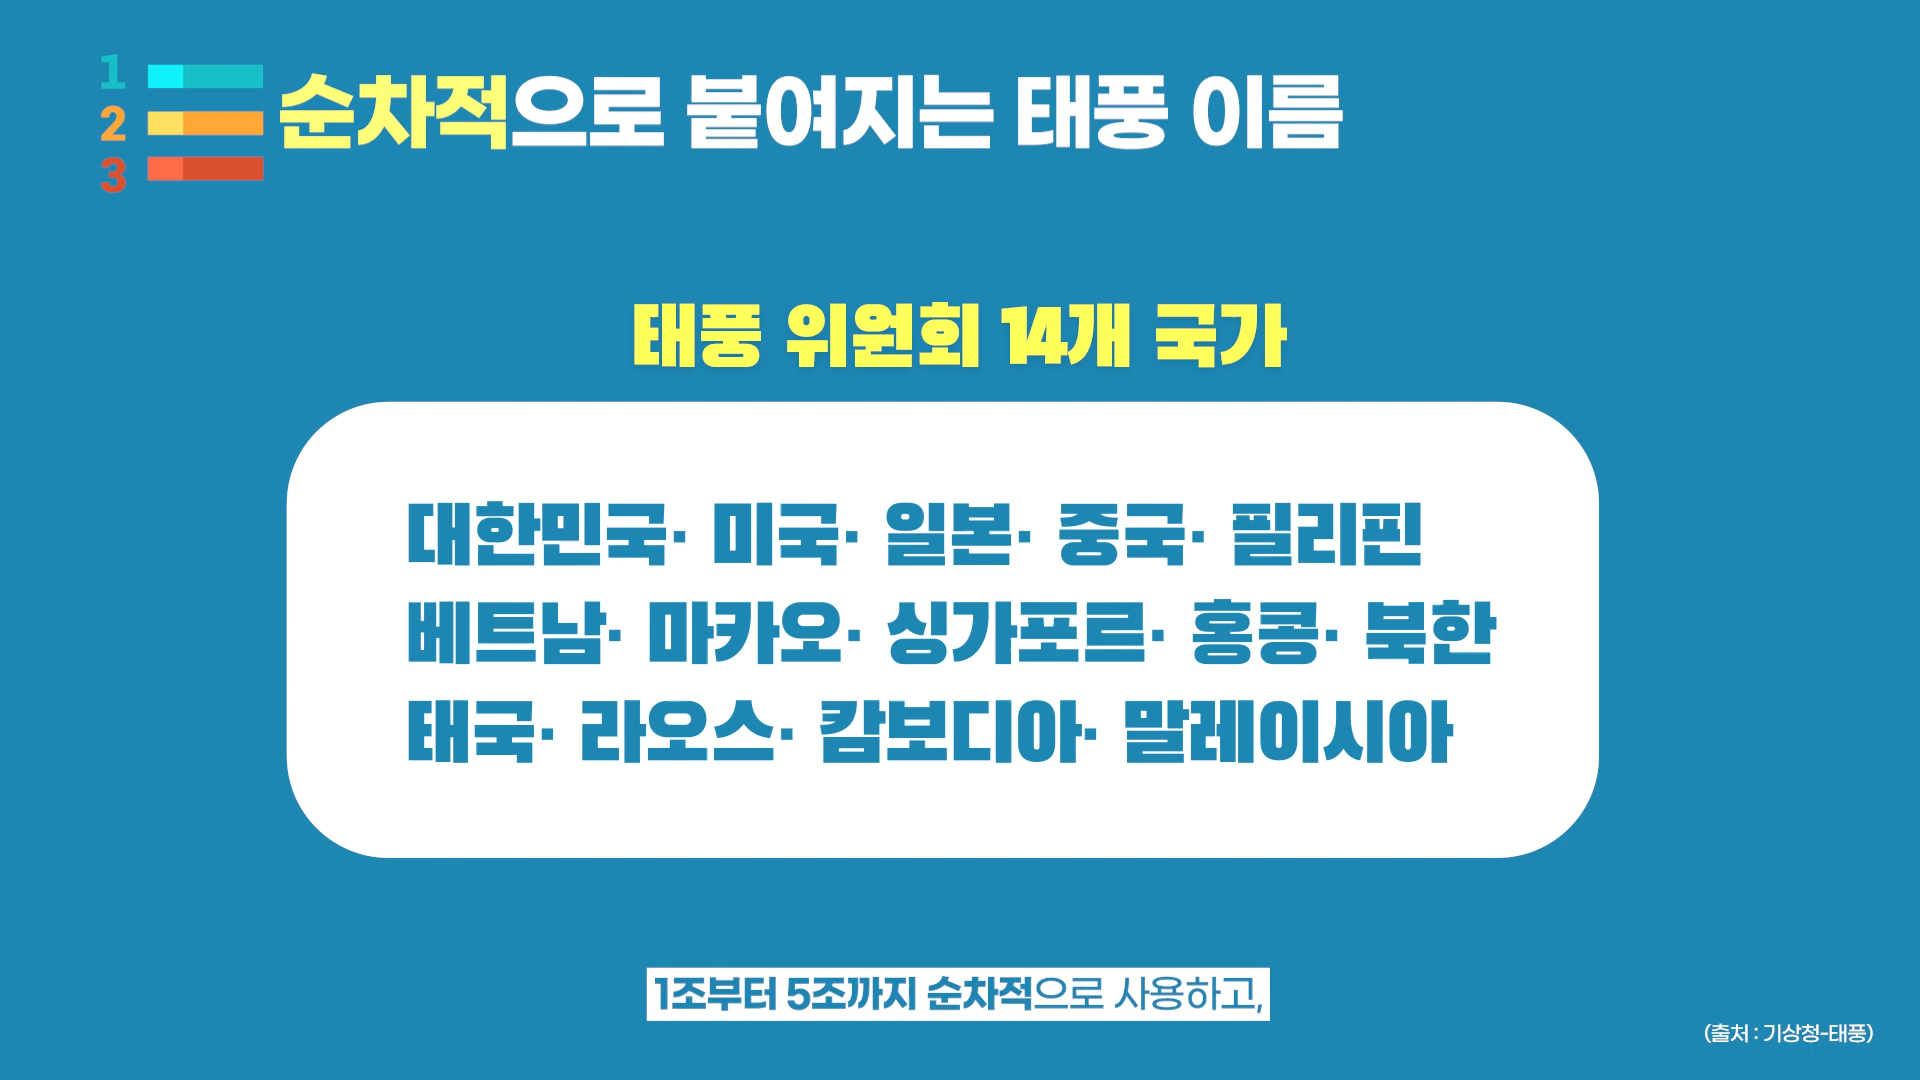 1
2
3
순차적으로 붙여지는 태풍 이름
태풍 위원회 14개 국가
대한민국· 미국· 일본· 중국· 필리핀
베트남· 마카오· 싱가포르· 홍콩· 북한
태국· 라오스· 캄보디아· 말레이시아
1조부터 5조까지 순차적으로 사용하고,
(출처 : 기상청-태풍)